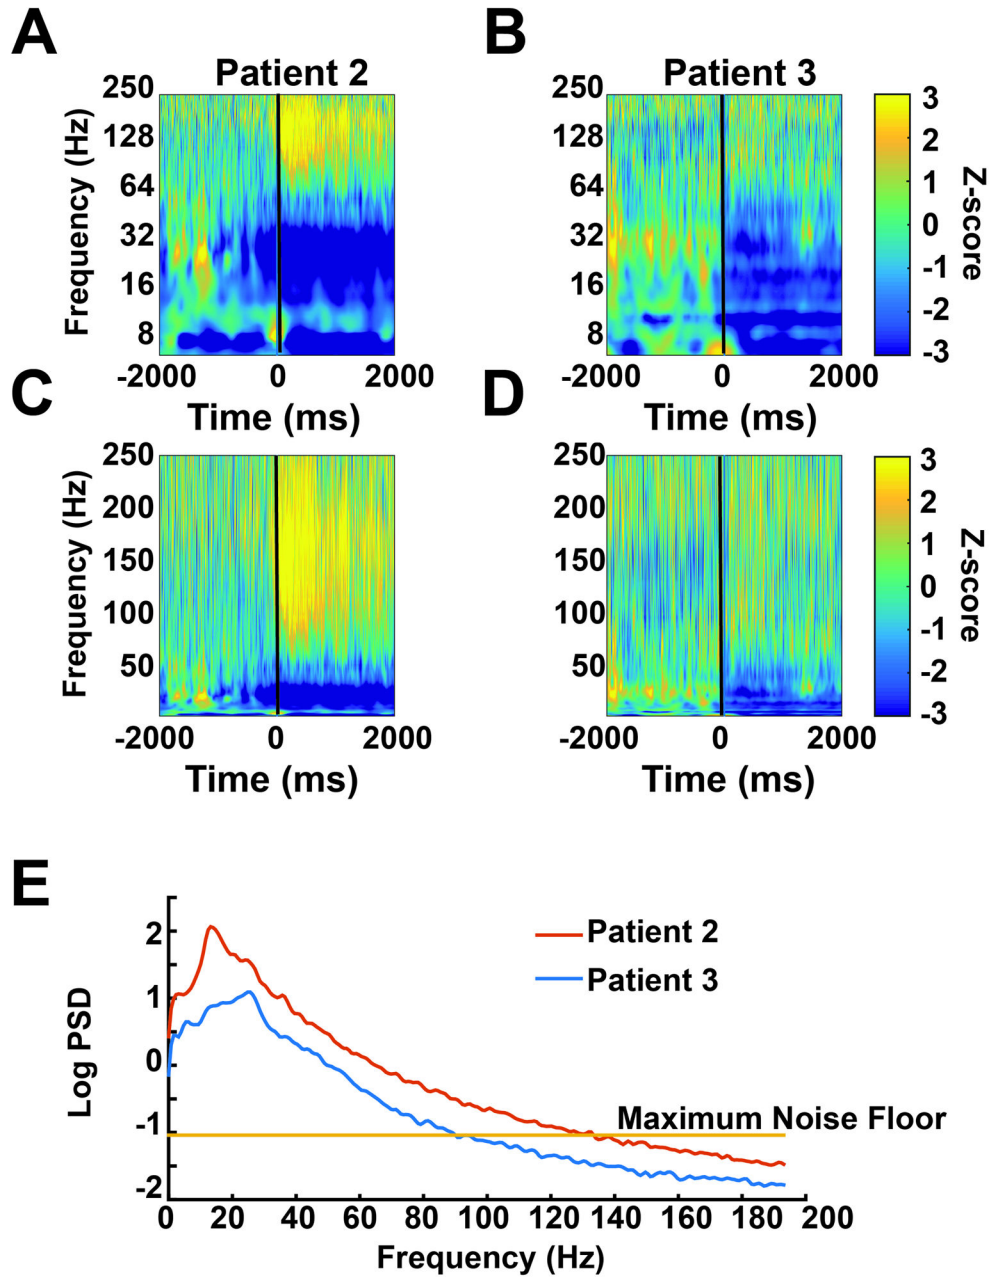 A
B
Patient 2
Patient 3
Frequency (Hz)
250
128
64
32
16
8
-2000 0 2000
Time (ms)
250
128
64
32
16
8
-2000 0 2000
Time (ms)
3
2
1
0
-1
-2
-3
Z-score
C
D
Frequency (Hz)
250
200
150
100
50
-2000 0 2000
Time (ms)
250
200
150
100
50
-2000 0 2000
Time (ms)
3
2
1
0
-1
-2
-3
Z-score
E
Log PSD
2
1
0
-1
-2
Patient 2
Patient 3
Maximum Noise Floor
0 20 40 60 80 100 120 140 160 180 200
Frequency (Hz)